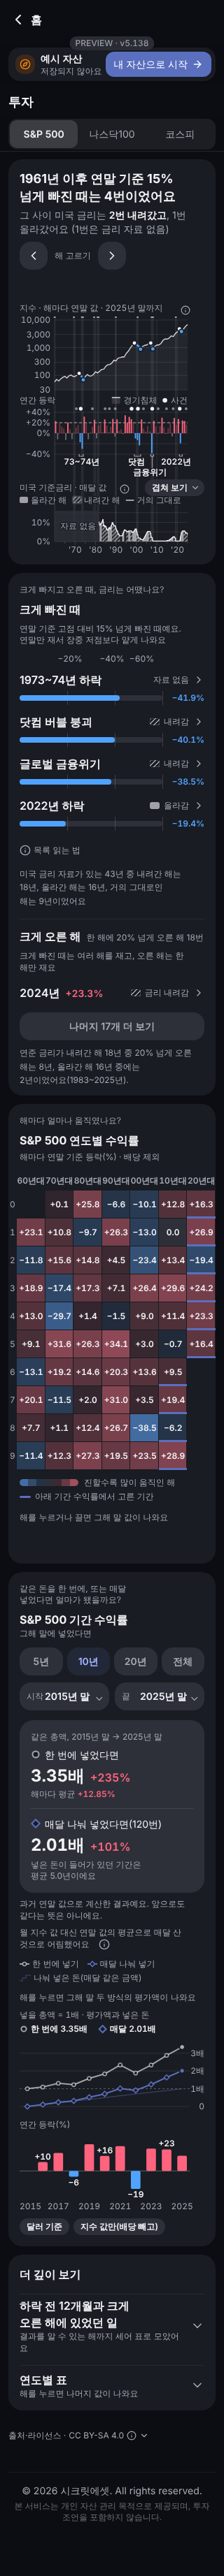 홈
PREVIEW · v5.138
예시 자산
저장되지 않아요
내 자산으로 시작 →
투자
S&P 500
나스닥100
코스피
1961년 이후 연말 기준 15%
넘게 빠진 때는 4번이었어요
그 사이 미국 금리는 2번 내려갔고, 1번
올라갔어요 (1번은 금리 자료 없음)
해 고르기
지수 · 해마다 연말 값 · 2025년 말까지
10,000
3,000
1,000
300
100
30
연간 등락
경기침체
사건
+40%
+20%
0%
−40%
73~74년
닷컴
금융위기
2022년
미국 기준금리 · 매달 값
겹쳐 보기
올라간 해
내려간 해
거의 그대로
10%
자료 없음
0%
'70
'80
'90
'00
'10
'20
크게 빠지고 오른 때, 금리는 어땠나요?
크게 빠진 때
연말 기준 고점 대비 15% 넘게 빠진 때예요.
연말만 재서 장중 저점보다 얕게 나와요
−20%
−40%
−60%
1973~74년 하락
자료 없음
−41.9%
닷컴 버블 붕괴
내려감
−40.1%
글로벌 금융위기
내려감
−38.5%
2022년 하락
올라감
−19.4%
목록 읽는 법
미국 금리 자료가 있는 43년 중 내려간 해는
18년, 올라간 해는 16년, 거의 그대로인
해는 9년이었어요
크게 오른 해
한 해에 20% 넘게 오른 해 18번
크게 빠진 때는 여러 해를 재고, 오른 해는 한
해만 재요
2024년 +23.3%
금리 내려감
나머지 17개 더 보기
연준 금리가 내려간 해 18년 중 20% 넘게 오른
해는 8년, 올라간 해 16년 중에는
2년이었어요(1983~2025년).
해마다 얼마나 움직였나요?
S&P 500 연도별 수익률
해마다 연말 기준 등락(%) · 배당 제외
60년대 70년대 80년대 90년대 00년대 10년대 20년대
0 +0.1 +25.8 −6.6 −10.1 +12.8 +16.3
1 +23.1 +10.8 −9.7 +26.3 −13.0 0.0 +26.9
2 −11.8 +15.6 +14.8 +4.5 −23.4 +13.4 −19.4
3 +18.9 −17.4 +17.3 +7.1 +26.4 +29.6 +24.2
4 +13.0 −29.7 +1.4 −1.5 +9.0 +11.4 +23.3
5 +9.1 +31.6 +26.3 +34.1 +3.0 −0.7 +16.4
6 −13.1 +19.2 +14.6 +20.3 +13.6 +9.5
7 +20.1 −11.5 +2.0 +31.0 +3.5 +19.4
8 +7.7 +1.1 +12.4 +26.7 −38.5 −6.2
9 −11.4 +12.3 +27.3 +19.5 +23.5 +28.9
진할수록 많이 움직인 해
아래 기간 수익률에서 고른 기간
해를 누르거나 끌면 그해 말 값이 나와요
같은 돈을 한 번에, 또는 매달
넣었다면 얼마가 됐을까요?
S&P 500 기간 수익률
그해 말에 넣었다면
5년
10년
20년
전체
시작 2015년 말
끝 2025년 말
같은 총액, 2015년 말 → 2025년 말
한 번에 넣었다면
3.35배 +235%
해마다 평균 +12.85%
매달 나눠 넣었다면(120번)
2.01배 +101%
넣은 돈이 들어가 있던 기간은
평균 5.0년이에요
과거 연말 값으로 계산한 결과예요. 앞으로도
같다는 뜻은 아니에요.
월 지수 값 대신 연말 값의 평균으로 매달 산
것으로 어림했어요
한 번에 넣기
매달 나눠 넣기
나눠 넣은 돈(매달 같은 금액)
해를 누르면 그해 말 두 방식의 평가액이 나와요
넣을 총액 = 1배 · 평가액과 넣은 돈
한 번에 3.35배
매달 2.01배
3배
2배
1배
0
연간 등락(%)
+10
−6
+16
−19
+23
2015
2017
2019
2021
2023
2025
달러 기준
지수 값만(배당 빼고)
더 깊이 보기
하락 전 12개월과 크게
오른 해에 있었던 일
결과를 알 수 있는 해까지 세어 표로 모았어
요
연도별 표
해를 누르면 나머지 값이 나와요
출처·라이선스 · CC BY-SA 4.0
© 2026 시크릿에셋. All rights reserved.
본 서비스는 개인 자산 관리 목적으로 제공되며, 투자
조언을 포함하지 않습니다.